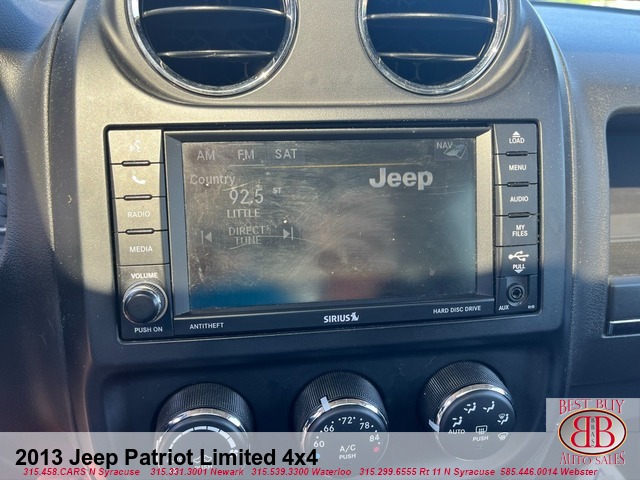 AM FM SAT NAV
Country
92.5 ST
LITTLE
DIRECT
TUNE
Jeep
RADIO
MEDIA
VOLUME
PUSH ON
LOAD
MENU
AUDIO
MY
FILES
PULL
AUX
ANTITHEFT
SIRIUS
HARD DISC DRIVE
60 66 72° 78 84
A/C
PUSH
AUTO
PUSH
BEST BUY
BB
AUTO SALES
2013 Jeep Patriot Limited 4x4
315.458.CARS N Syracuse 315.331.3001 Newark 315.539.3300 Waterloo 315.299.6555 Rt 11 N Syracuse 585.446.0014 Webster